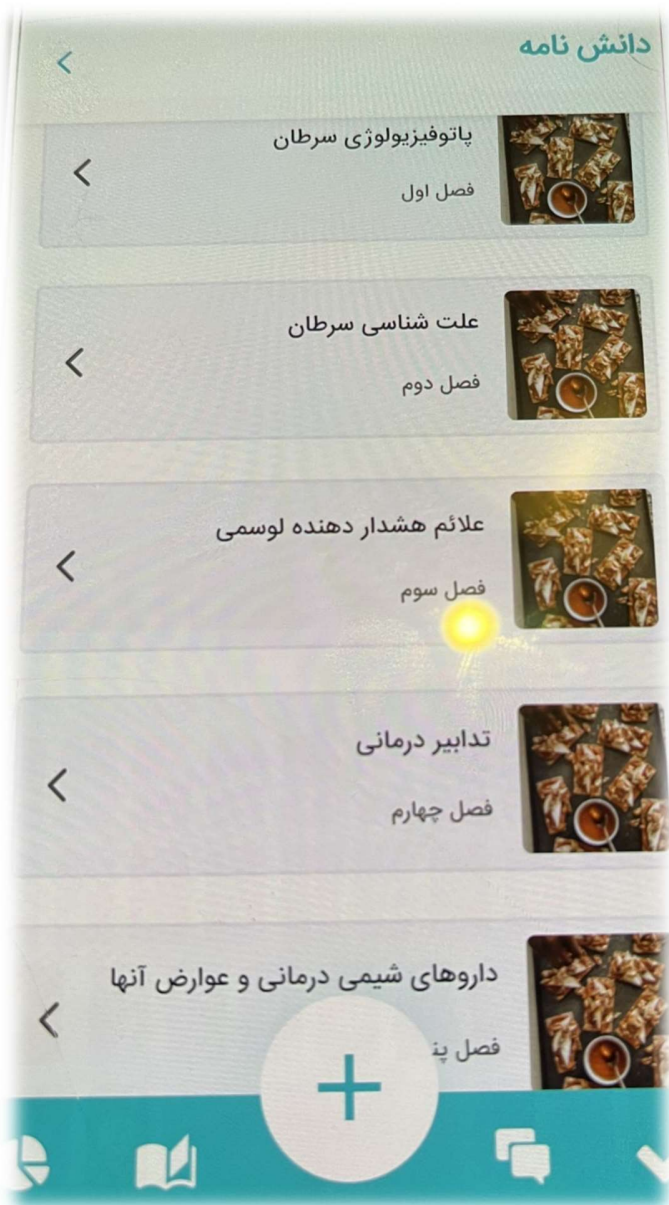 دانش نامه
پاتوفیزیولوژی سرطان
فصل اول
علت شناسی سرطان
فصل دوم
علائم هشدار دهنده لوسمی
فصل سوم
تدابیر درمانی
فصل چهارم
داروهای شیمی درمانی و عوارض آنها
فصل